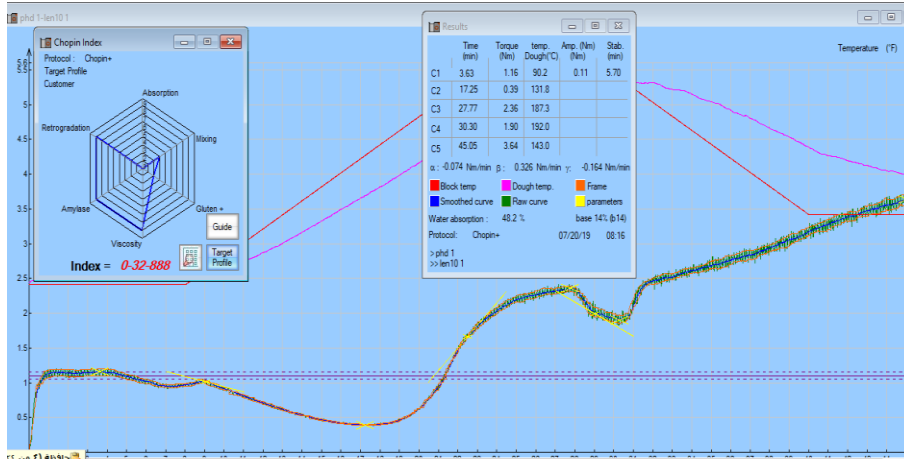 phd 1-len10 1
Chopin Index
Protocol : Chopin+
Target Profile
Customer
Absorption
Retrogradation
Mixing
Amylase
Gluten +
Viscosity
Guide
Target Profile
Index = 0-32-888
Results
Time (min) Torque (Nm) temp. Dough(°C) Amp. (Nm) (Nm) Stab. (min)
C1 3.63 1.16 90.2 0.11 5.70
C2 17.25 0.39 131.8
C3 27.77 2.36 187.3
C4 30.30 1.90 192.0
C5 45.05 3.64 143.0
α : -0.074 Nm/min β : 0.326 Nm/min γ : -0.164 Nm/min
Block temp Dough temp. Frame
Smoothed curve Raw curve parameters
Water absorption : 48.2 % base 14% (b14)
Protocol: Chopin+ 07/20/19 08:16
>phd 1
>>len10 1
Temperature (°F)
5-
4.5-
4-
3.5-
3-
2.5-
2-
1.5-
1-
0.5-